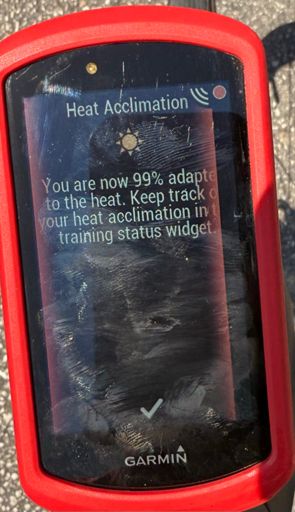 Heat Acclimation
You are now 99% adapte
to the heat. Keep track o
your heat acclimation in t
training status widget.
GARMIN